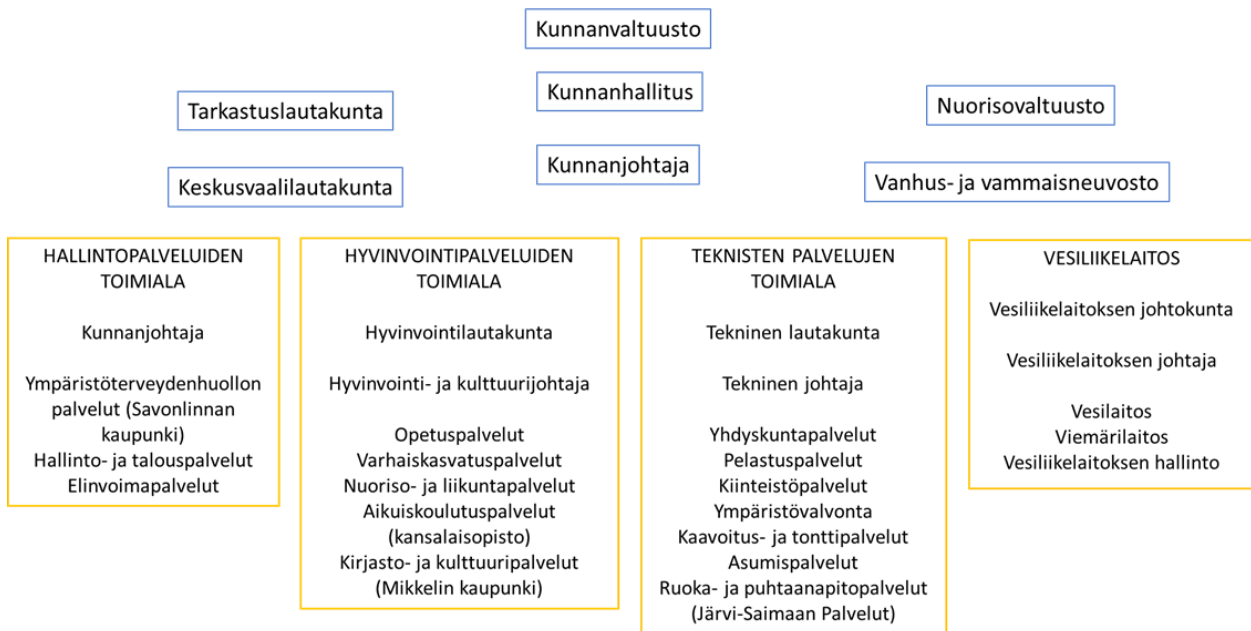 Kunnanvaltuusto
Kunnanhallitus
Tarkastuslautakunta
Nuorisovaltuusto
Kunnanjohtaja
Keskusvaalilautakunta
Vanhus- ja vammaisneuvosto
HALLINTOPALVELUIDEN
TOIMIALA
Kunnanjohtaja
Ympäristöterveydenhuollon
palvelut (Savonlinnan
kaupunki)
Hallinto- ja talouspalvelut
Elinvoimapalvelut
HYVINVOINTIPALVELUIDEN
TOIMIALA
Hyvinvointilautakunta
Hyvinvointi- ja kulttuurijohtaja
Opetuspalvelut
Varhaiskasvatuspalvelut
Nuoriso- ja liikuntapalvelut
Aikuiskoulutuspalvelut
(kansalaisopisto)
Kirjasto- ja kulttuuripalvelut
(Mikkelin kaupunki)
TEKNISTEN PALVELUJEN
TOIMIALA
Tekninen lautakunta
Tekninen johtaja
Yhdyskuntapalvelut
Pelastuspalvelut
Kiinteistöpalvelut
Ympäristövalvonta
Kaavoitus- ja tonttipalvelut
Asumispalvelut
Ruoka- ja puhtaanapitopalvelut
(Järvi-Saimaan Palvelut)
VESILIIKELAITOS
Vesiliikelaitoksen johtokunta
Vesiliikelaitoksen johtaja
Vesilaitos
Viemärilaitos
Vesiliikelaitoksen hallinto